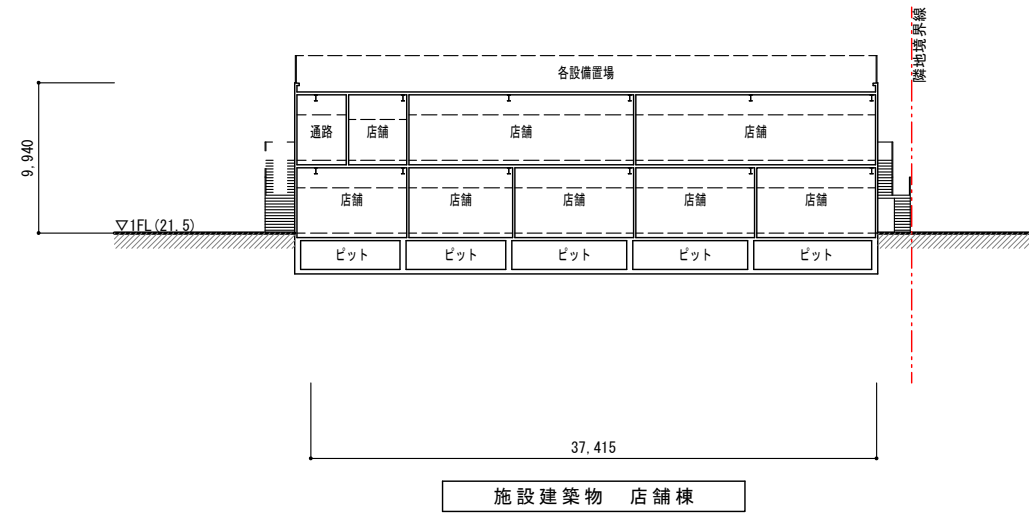 隣地境界線
各設備置場
通路
店舗
店舗
店舗
9,940
店舗
店舗
店舗
店舗
店舗
▽1FL(21.5)
ピット
ピット
ピット
ピット
ピット
37,415
施設建築物 店舗棟